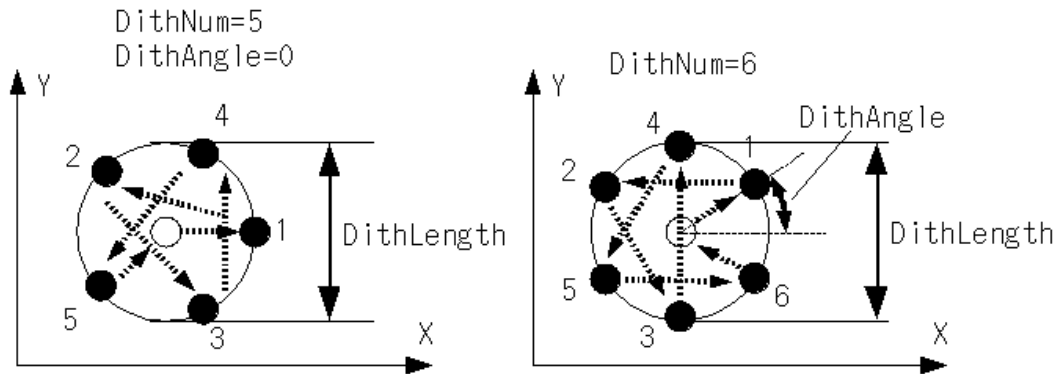 DithNum=5
DithAngle=0
Y
4
2
1
DithLength
5
3
X
DithNum=6
Y
DithAngle
4
1
2
DithLength
5
6
3
X